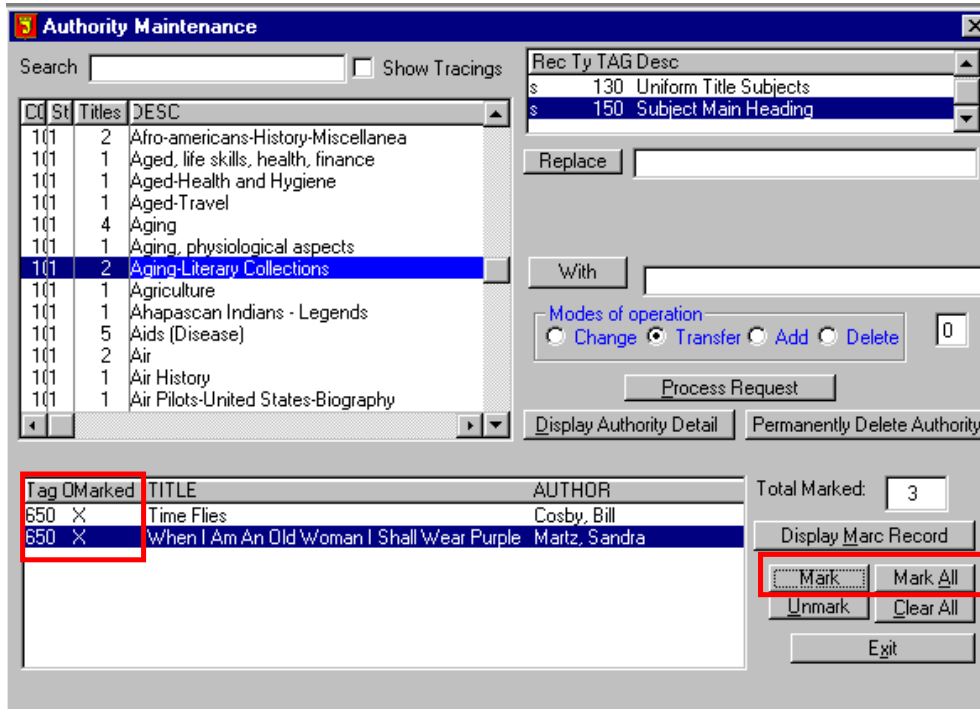 Authority Maintenance
Search
Show Tracings
Rec Ty TAG Desc
s 130 Uniform Title Subjects
s 150 Subject Main Heading
St Titles DESC
2 Afro-americans-History-Miscellanea
1 Aged, life skills, health, finance
1 Aged-Health and Hygiene
1 Aged-Travel
4 Aging
1 Aging, physiological aspects
2 Aging-Literary Collections
1 Agriculture
1 Ahapascan Indians - Legends
5 Aids (Disease)
2 Air
1 Air History
1 Air Pilots-United States-Biography
Replace
With
Modes of operation
Change Transfer Add Delete
0
Process Request
Display Authority Detail
Permanently Delete Authority
Tag OMarked TITLE AUTHOR
650 X Time Flies Cosby, Bill
650 X When I Am An Old Woman I Shall Wear Purple Martz, Sandra
Total Marked: 3
Display Marc Record
Mark Mark All
Unmark Clear All
Exit